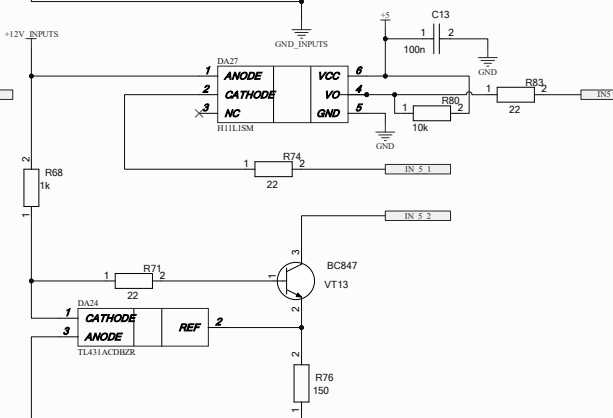 +12V_INPUTS
GND_INPUTS
+5
C13
1 2
100n
GND
DA27
1 ANODE VCC 6
2 CATHODE VO 4
3 NC GND 5
H11L1SM
GND
1 R80 2
10k
1 R83 2
22
IN5
1 R74 2
22
IN_5_1
IN_5_2
2
R68
1k
1
1 R71 2
22
3
BC847
1
VT13
2
DA24
1 CATHODE
REF 2
3 ANODE
TL431ACDBZR
2
R76
150
1